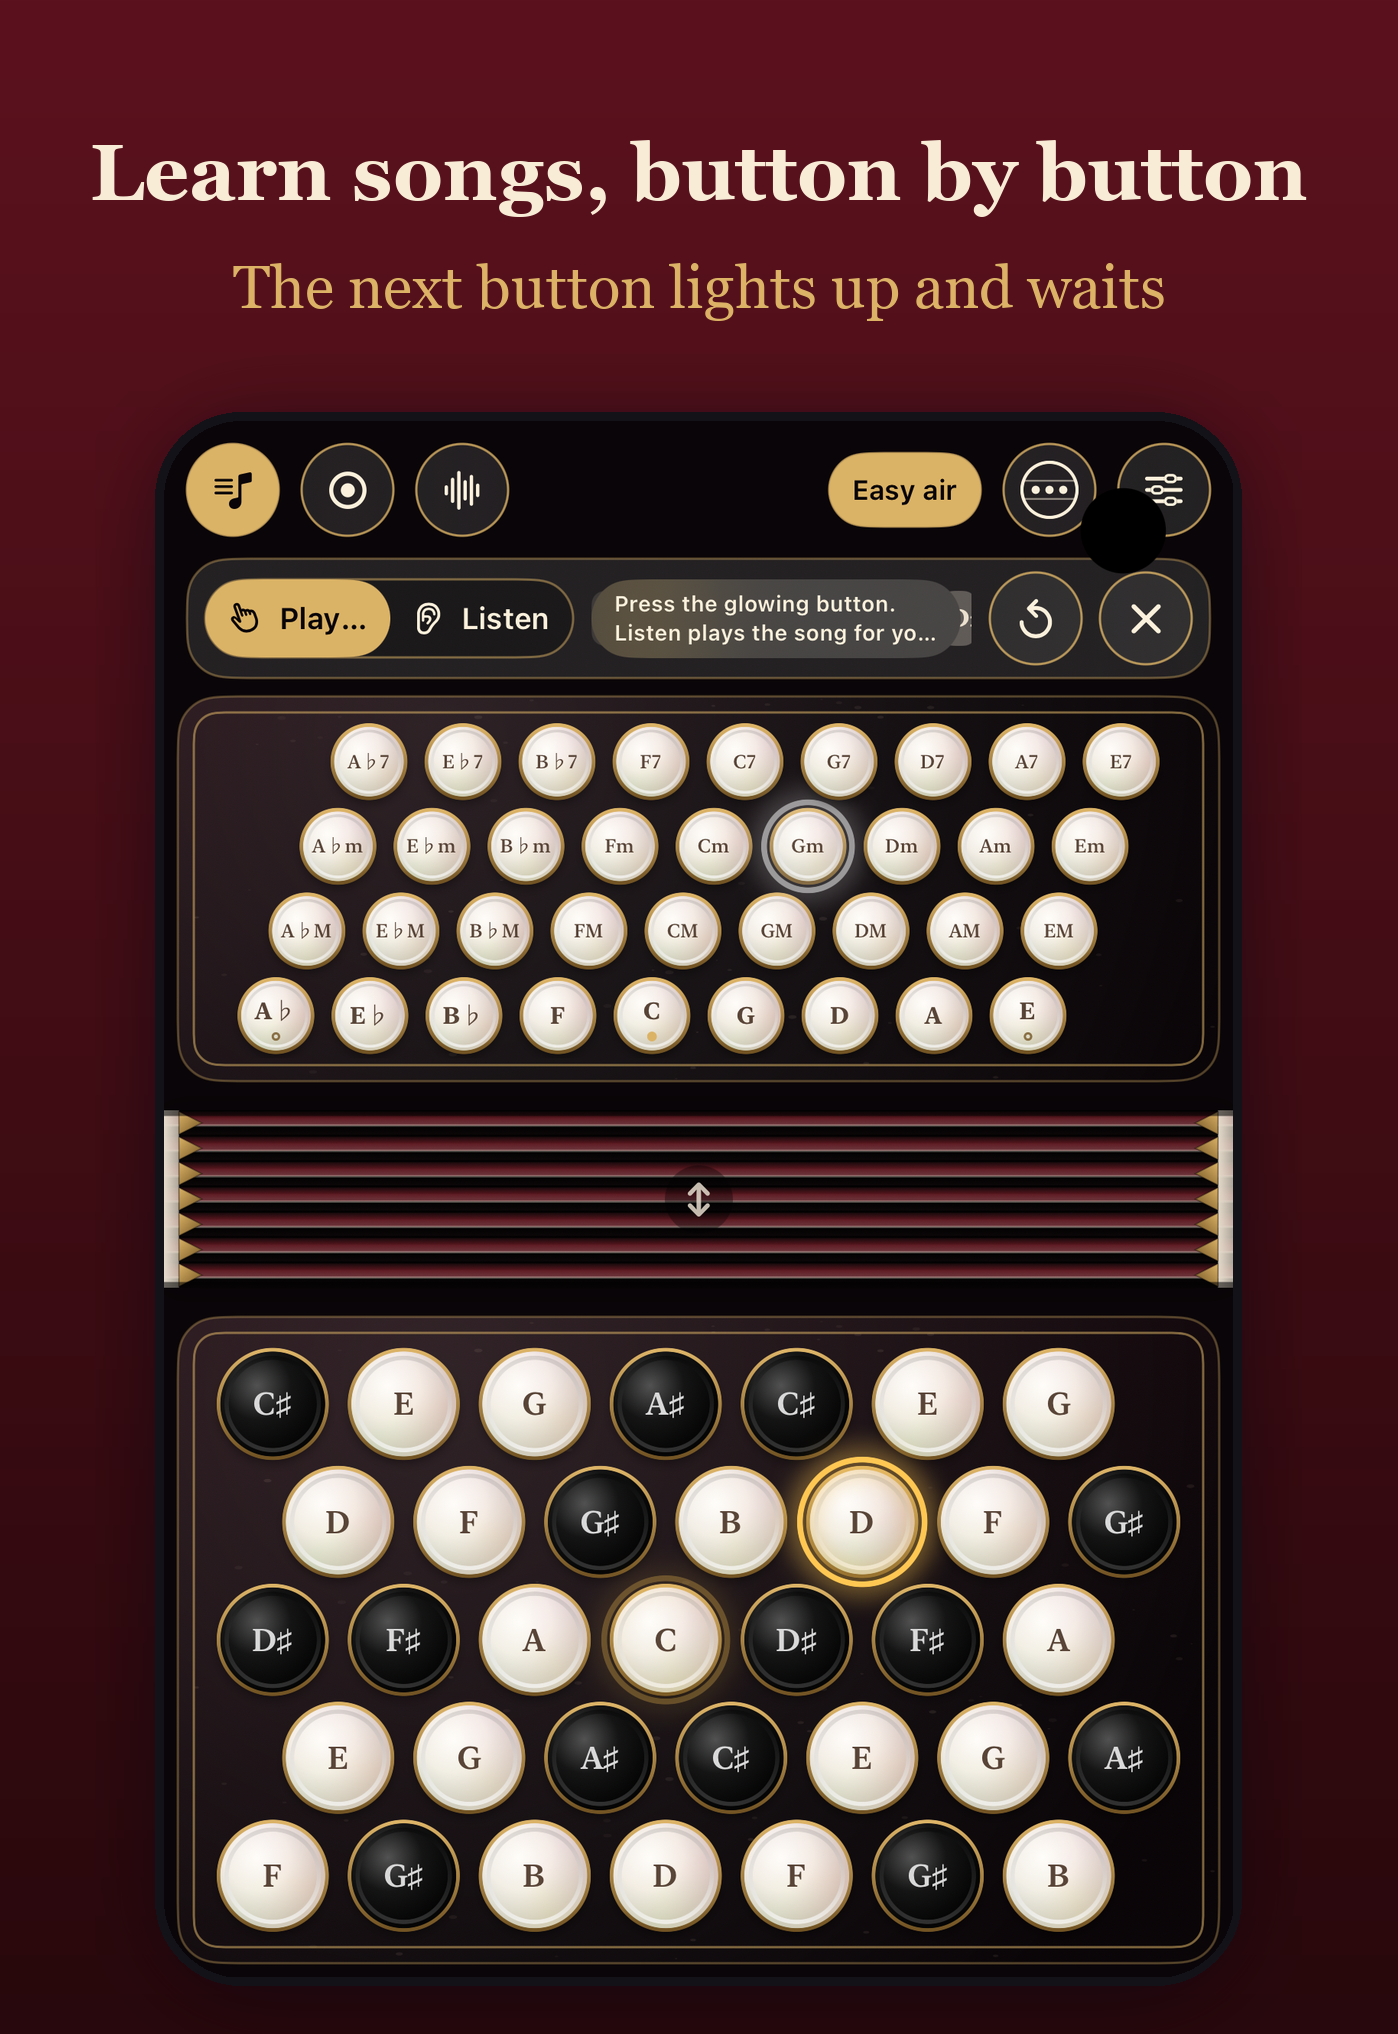 Learn songs, button by button
The next button lights up and waits
Easy air
Play...
Listen
Press the glowing button.
Listen plays the song for yo...
A♭7 E♭7 B♭7 F7 C7 G7 D7 A7 E7
A♭m E♭m B♭m Fm Cm Gm Dm Am Em
A♭M E♭M B♭M FM CM GM DM AM EM
A♭ E♭ B♭ F C G D A E
C♯ E G A♯ C♯ E G
D F G♯ B D F G♯
D♯ F♯ A C D♯ F♯ A
E G A♯ C♯ E G A♯
F G♯ B D F G♯ B